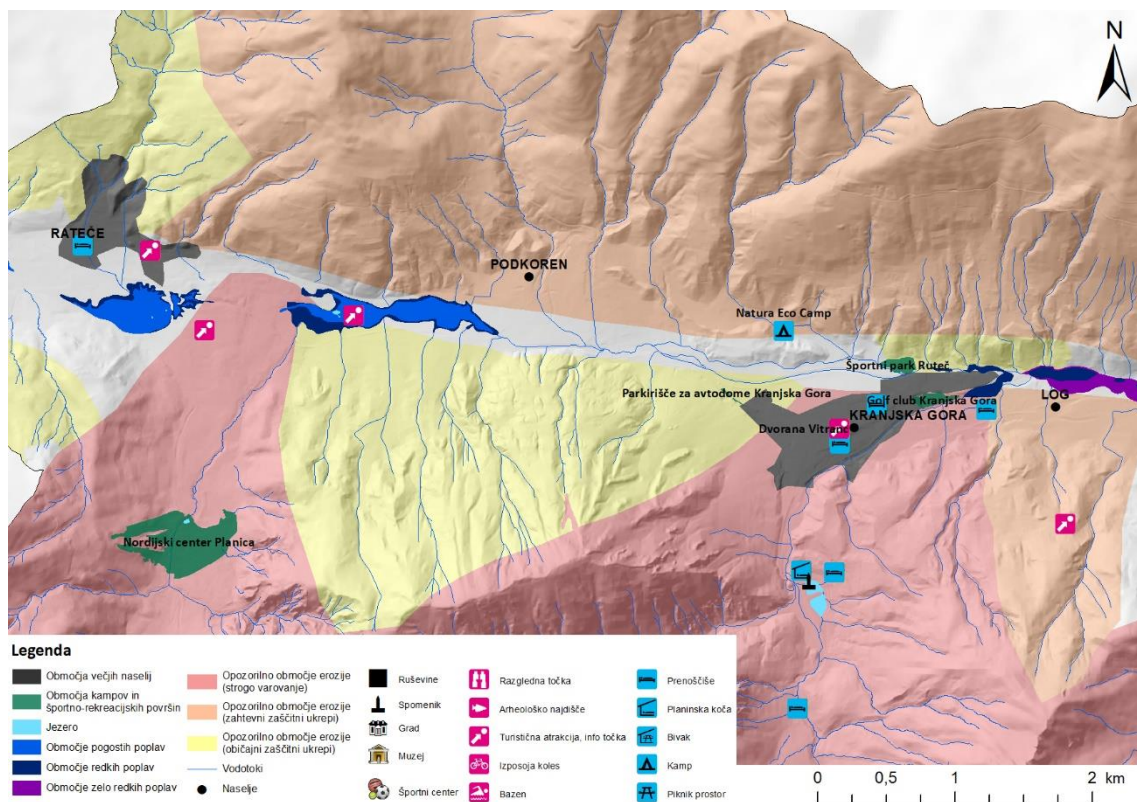 N
RATEČE
PODKOREN
Natura Eco Camp
Športni park Ruteč
Parkirišče za avtodome Kranjska Gora
Golf club Kranjska Gora
LOG
KRANJSKA GORA
Dvorana Vitranc
Nordijski center Planica
Legenda
Območja večjih naselij
Območja kampov in
športno-rekreacijskih površin
Jezero
Območje pogostih poplav
Območje redkih poplav
Območje zelo redkih poplav
Opozorilno območje erozije
(strogo varovanje)
Opozorilno območje erozije
(zahtevni zaščitni ukrepi)
Opozorilno območje erozije
(običajni zaščitni ukrepi)
Vodotoki
Naselje
Ruševine
Spomenik
Grad
Muzej
Športni center
Razgledna točka
Arheološko najdišče
Turistična atrakcija, info točka
Izposoja koles
Bazen
Prenočišče
Planinska koča
Bivak
Kamp
Piknik prostor
0 0,5 1 2 km